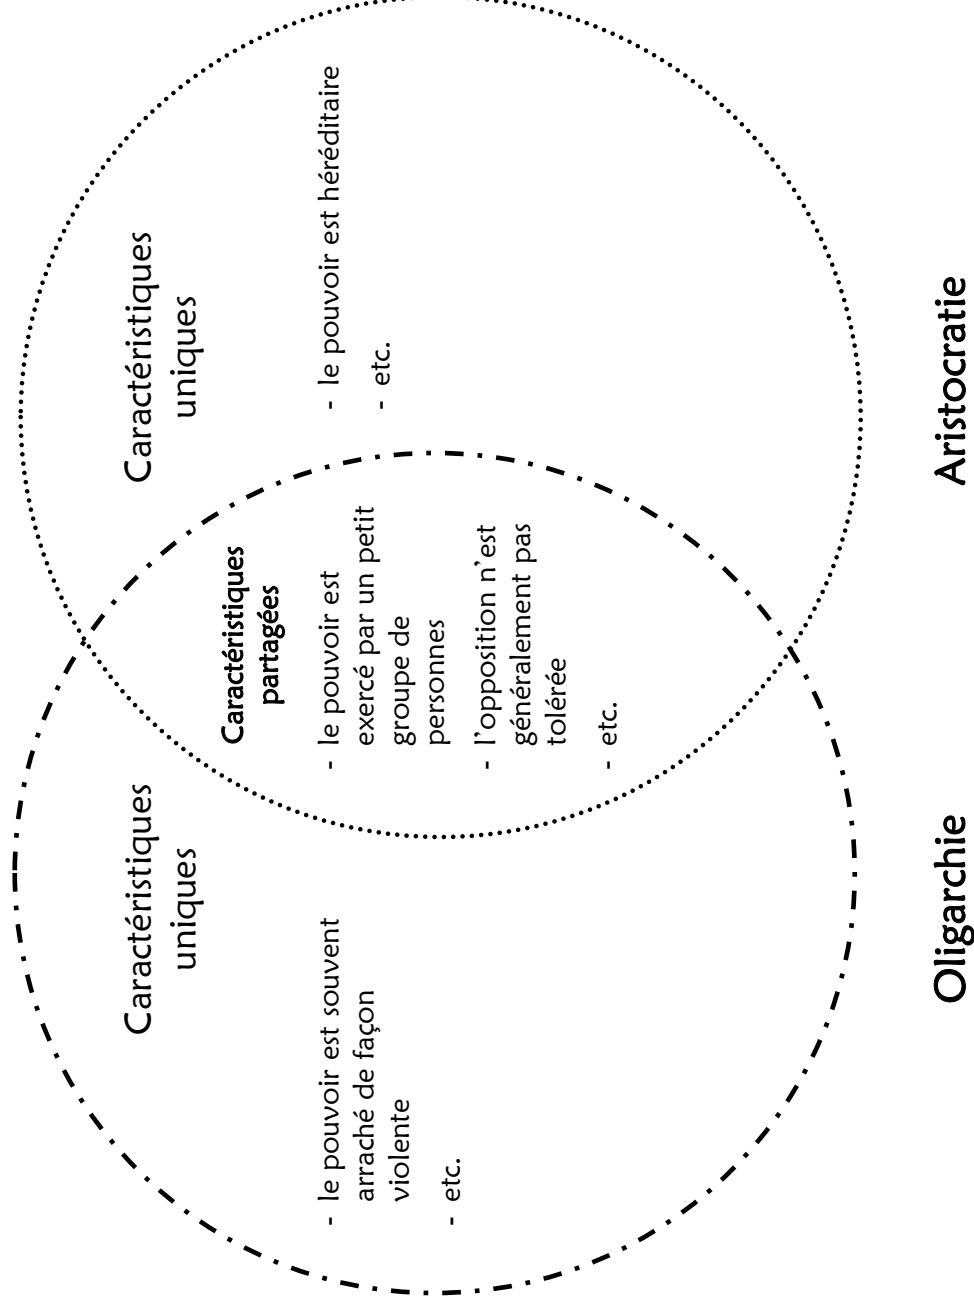 Caractéristiques
uniques
- le pouvoir est souvent
arraché de façon
violente
- etc.
Caractéristiques
partagées
- le pouvoir est
exercé par un petit
groupe de
personnes
- l'opposition n'est
généralement pas
tolérée
- etc.
Caractéristiques
uniques
- le pouvoir est héréditaire
- etc.
Oligarchie
Aristocratie